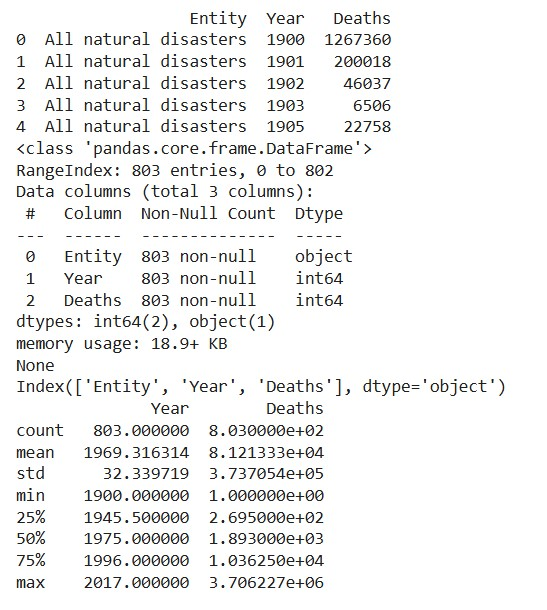 Entity  Year   Deaths
0  All natural disasters  1900  1267360
1  All natural disasters  1901   200018
2  All natural disasters  1902    46037
3  All natural disasters  1903     6506
4  All natural disasters  1905    22758
<class 'pandas.core.frame.DataFrame'>
RangeIndex: 803 entries, 0 to 802
Data columns (total 3 columns):
 #   Column  Non-Null Count  Dtype
---  ------  --------------  -----
 0   Entity  803 non-null    object
 1   Year    803 non-null    int64
 2   Deaths  803 non-null    int64
dtypes: int64(2), object(1)
memory usage: 18.9+ KB
None
Index(['Entity', 'Year', 'Deaths'], dtype='object')
              Year        Deaths
count   803.000000  8.030000e+02
mean   1969.316314  8.121333e+04
std      32.339719  3.737054e+05
min    1900.000000  1.000000e+00
25%    1945.500000  2.695000e+02
50%    1975.000000  1.893000e+03
75%    1996.000000  1.036250e+04
max    2017.000000  3.706227e+06